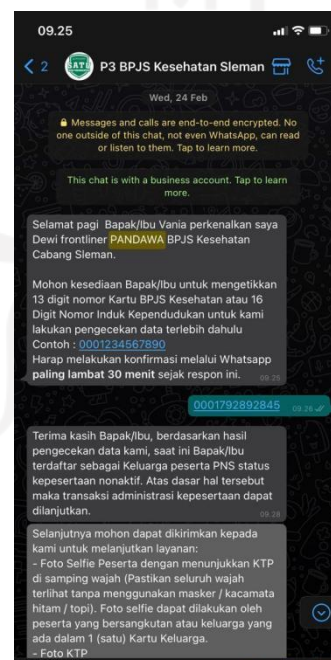 09.25
2
SATU
P3 BPJS Kesehatan Sleman
Wed, 24 Feb
Messages and calls are end-to-end encrypted. No
one outside of this chat, not even WhatsApp, can read
or listen to them. Tap to learn more.
This chat is with a business account. Tap to learn
more.
Selamat pagi Bapak/Ibu Vania perkenalkan saya
Dewi frontliner PANDAWA BPJS Kesehatan
Cabang Sleman.
Mohon kesediaan Bapak/Ibu untuk mengetikkan
13 digit nomor Kartu BPJS Kesehatan atau 16
Digit Nomor Induk Kependudukan untuk kami
lakukan pengecekan data terlebih dahulu
Contoh : 0001234567890
Harap melakukan konfirmasi melalui Whatsapp
paling lambat 30 menit sejak respon ini. 09.25
0001792892845 09.26
Terima kasih Bapak/Ibu, berdasarkan hasil
pengecekan data kami, saat ini Bapak/Ibu
terdaftar sebagai Keluarga peserta PNS status
kepesertaan nonaktif. Atas dasar hal tersebut
maka transaksi administrasi kepesertaan dapat
dilanjutkan. 09.28
Selanjutnya mohon dapat dikirimkan kepada
kami untuk melanjutkan layanan:
- Foto Selfie Peserta dengan menunjukkan KTP
di samping wajah (Pastikan seluruh wajah
terlihat tanpa menggunakan masker / kacamata
hitam / topi). Foto selfie dapat dilakukan oleh
peserta yang bersangkutan atau keluarga yang
ada dalam 1 (satu) Kartu Keluarga.
- Foto KTP